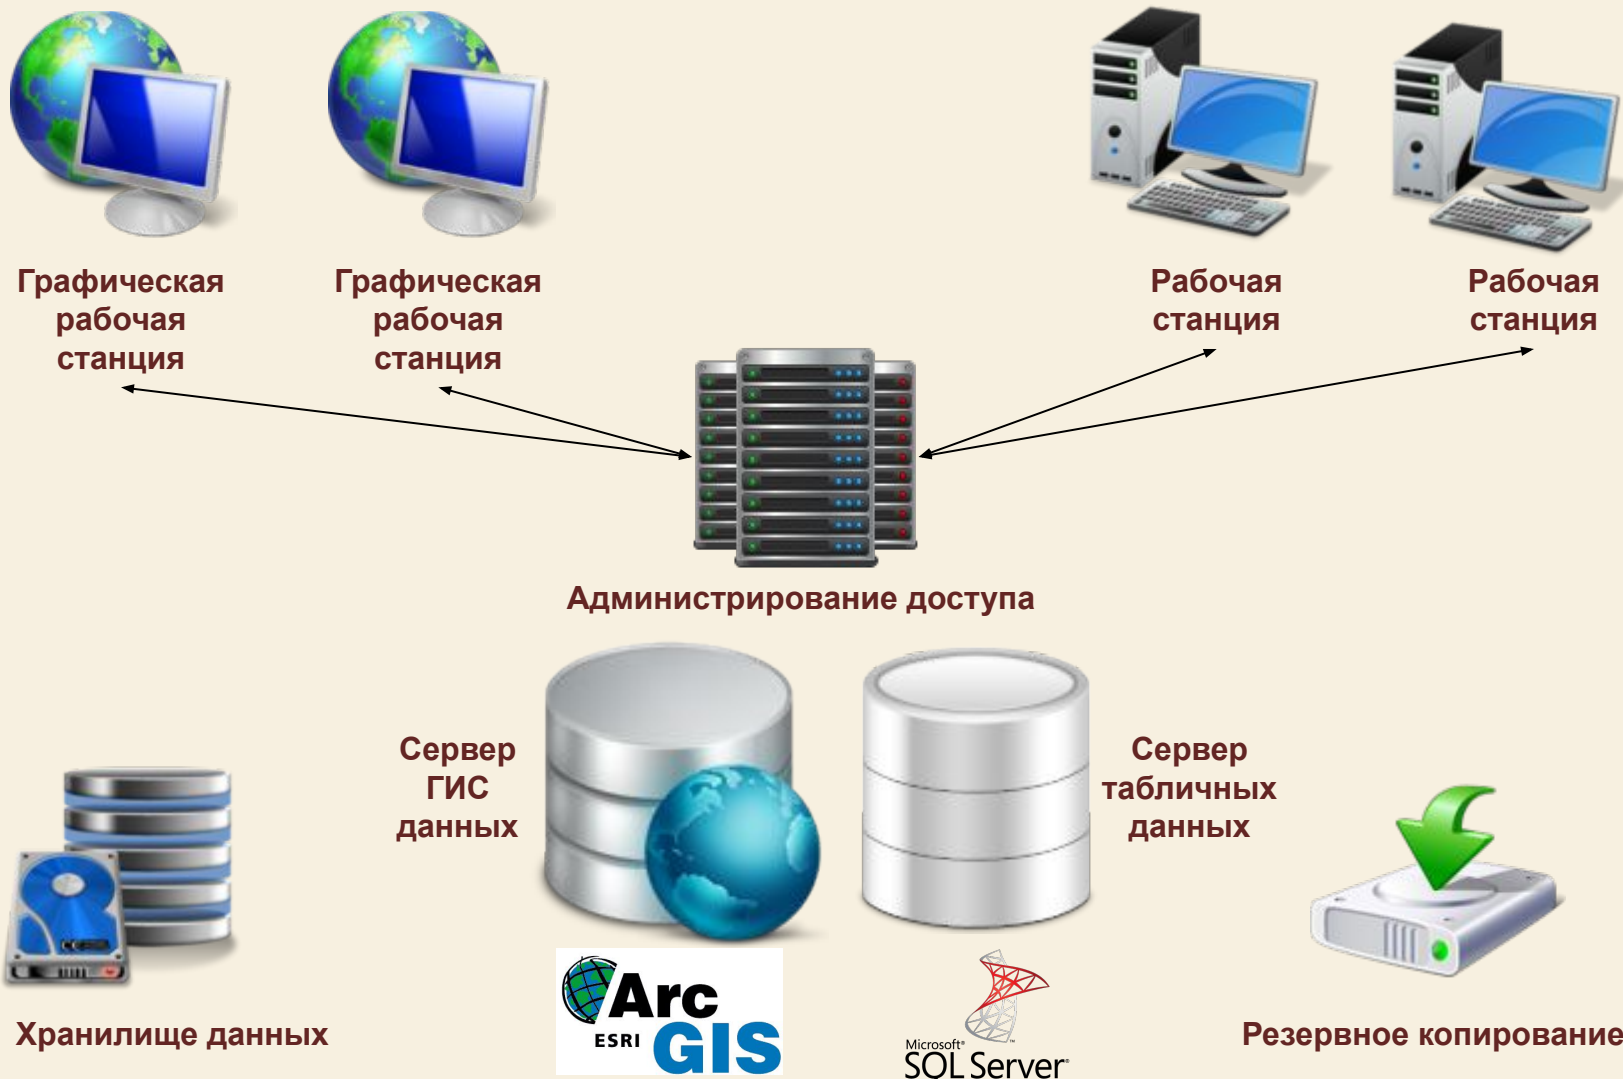 Графическая
рабочая
станция
Графическая
рабочая
станция
Рабочая
станция
Рабочая
станция
Администрирование доступа
Сервер
ГИС
данных
Сервер
табличных
данных
Хранилище данных
Arc
ESRI GIS
Microsoft®
SQL Server®
Резервное копирование